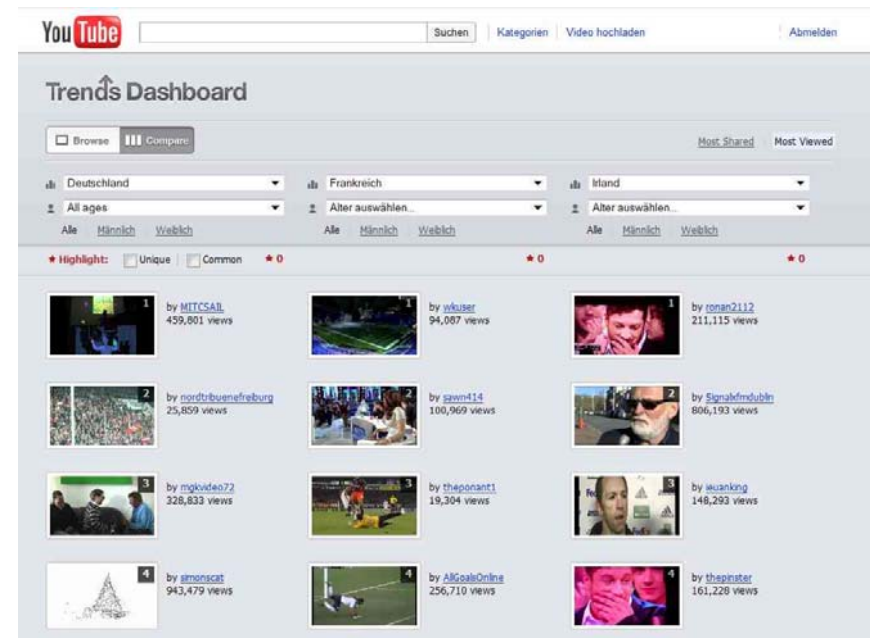 YouTube Suchen Kategorien Video hochladen Abmelden
Trends Dashboard
Browse Compare Most Shared Most Viewed
Deutschland Frankreich Irland
All ages Alter auswählen... Alter auswählen...
Alle Männlich Weiblich Alle Männlich Weiblich Alle Männlich Weiblich
Highlight: Unique Common 0 0 0
1 by MITCSAIL 1 by wkuser 1 by ronan2112
459,801 views 94,087 views 211,115 views
2 by nordtribuenefreiburg 2 by sawn414 2 by Signalxfmdublin
25,859 views 100,969 views 806,193 views
3 by mgkvideo72 3 by theponant1 3 by ieuanking
328,833 views 19,304 views 148,293 views
4 by simonscat 4 by AllGoalsOnline 4 by thepinster
943,479 views 256,710 views 161,228 views